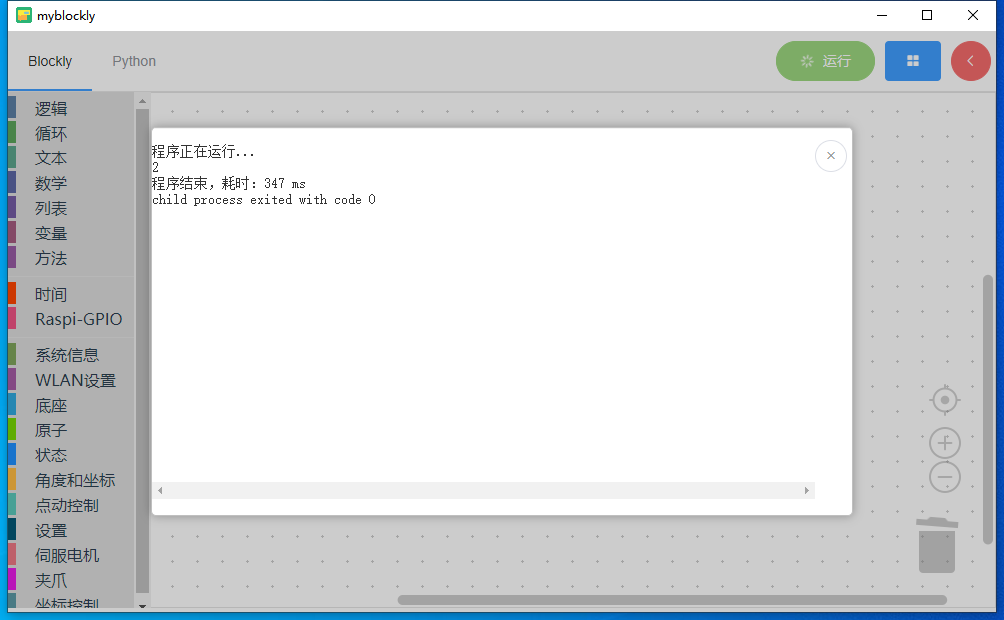 myblockly
Blockly
Python
运行
逻辑
循环
文本
数学
列表
变量
方法
时间
Raspi-GPIO
系统信息
WLAN设置
底座
原子
状态
角度和坐标
点动控制
设置
伺服电机
夹爪
坐标控制
程序正在运行...
2
程序结束，耗时：347 ms
child process exited with code 0